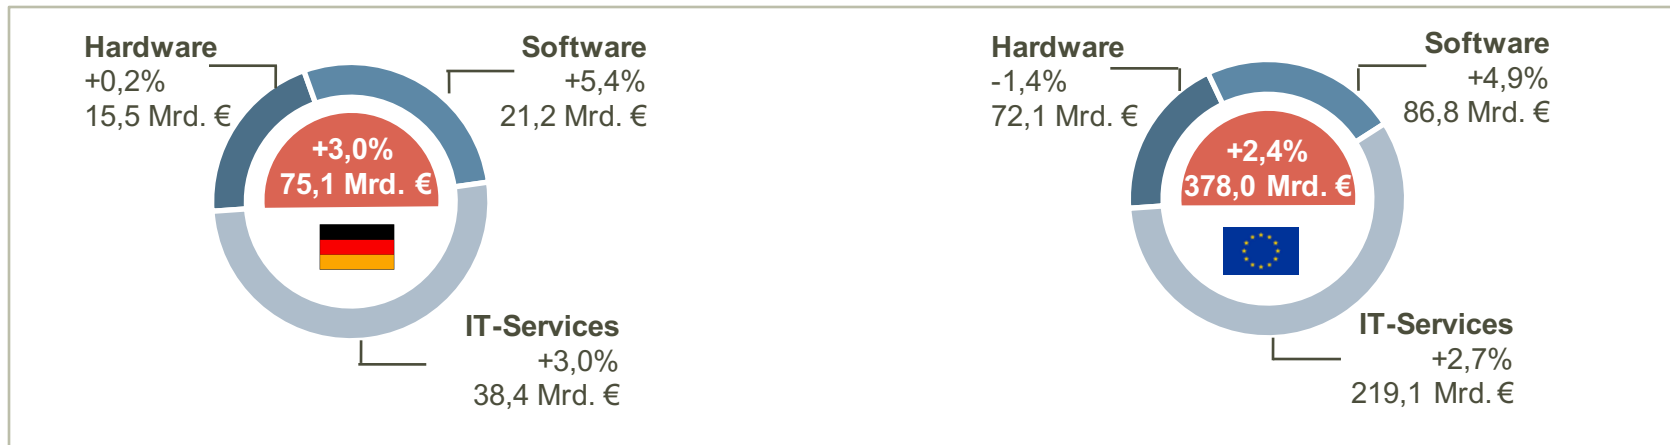 Hardware
+0,2%
15,5 Mrd. €
Software
+5,4%
21,2 Mrd. €
+3,0%
75,1 Mrd. €
IT-Services
+3,0%
38,4 Mrd. €
Hardware
-1,4%
72,1 Mrd. €
Software
+4,9%
86,8 Mrd. €
+2,4%
378,0 Mrd. €
IT-Services
+2,7%
219,1 Mrd. €